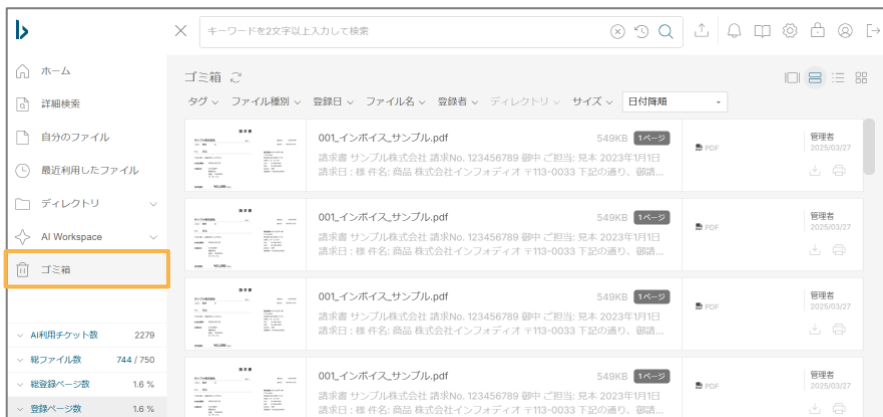 キーワードを2文字以上入力して検索
ホーム
詳細検索
自分のファイル
最近利用したファイル
ディレクトリ
AI Workspace
ゴミ箱
AI利用チケット数 2279
総ファイル数 744 / 750
総登録ページ数 1.6 %
登録ページ数 1.6 %
ゴミ箱
タグ ファイル種別 登録日 ファイル名 登録者 ディレクトリ サイズ 日付降順
001_インボイス_サンプル.pdf 549KB 1ページ
請求書 サンプル株式会社 請求No. 123456789 御中 ご担当: 見本 2023年1月1日
請求日 : 様 件名: 商品 株式会社インフォディオ 〒113-0033 下記の通り、御請...
PDF
管理者
2025/03/27
001_インボイス_サンプル.pdf 549KB 1ページ
請求書 サンプル株式会社 請求No. 123456789 御中 ご担当: 見本 2023年1月1日
請求日 : 様 件名: 商品 株式会社インフォディオ 〒113-0033 下記の通り、御請...
PDF
管理者
2025/03/27
001_インボイス_サンプル.pdf 549KB 1ページ
請求書 サンプル株式会社 請求No. 123456789 御中 ご担当: 見本 2023年1月1日
請求日 : 様 件名: 商品 株式会社インフォディオ 〒113-0033 下記の通り、御請...
PDF
管理者
2025/03/27
001_インボイス_サンプル.pdf 549KB 1ページ
請求書 サンプル株式会社 請求No. 123456789 御中 ご担当: 見本 2023年1月1日
請求日 : 様 件名: 商品 株式会社インフォディオ 〒113-0033 下記の通り、御請...
PDF
管理者
2025/03/27